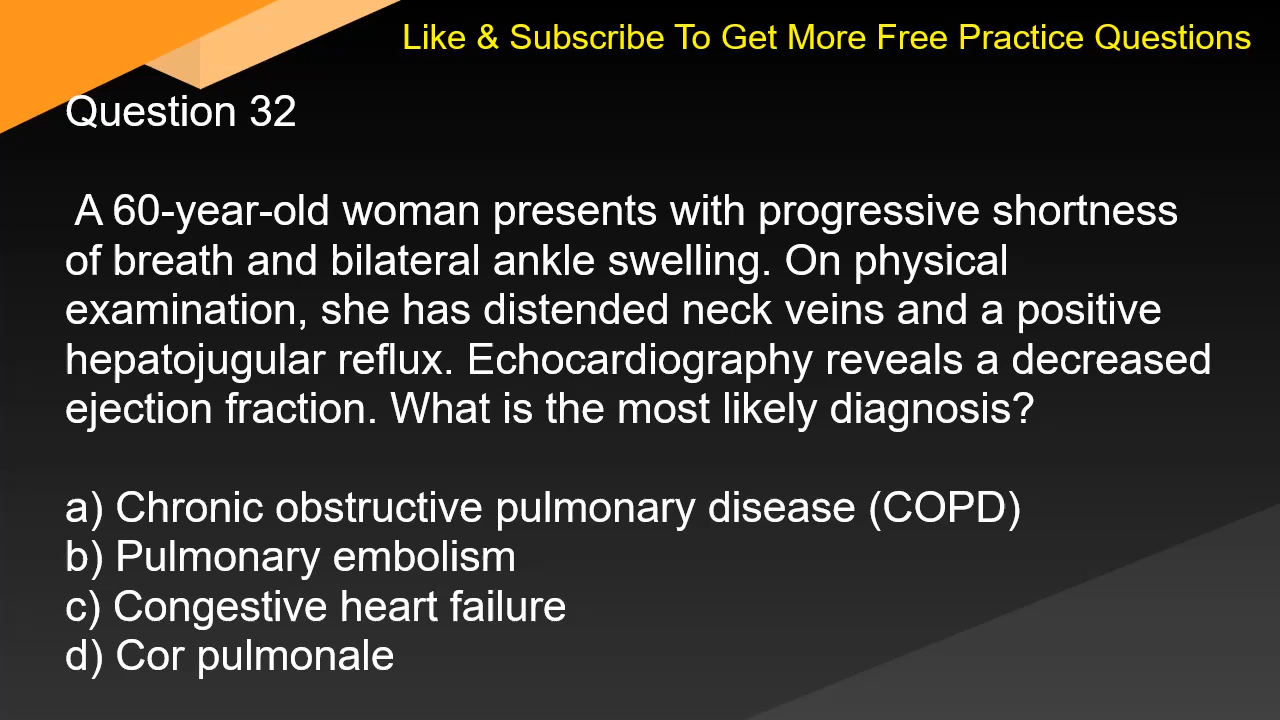 Like & Subscribe To Get More Free Practice Questions
Question 32
A 60-year-old woman presents with progressive shortness
of breath and bilateral ankle swelling. On physical
examination, she has distended neck veins and a positive
hepatojugular reflux. Echocardiography reveals a decreased
ejection fraction. What is the most likely diagnosis?
a) Chronic obstructive pulmonary disease (COPD)
b) Pulmonary embolism
c) Congestive heart failure
d) Cor pulmonale